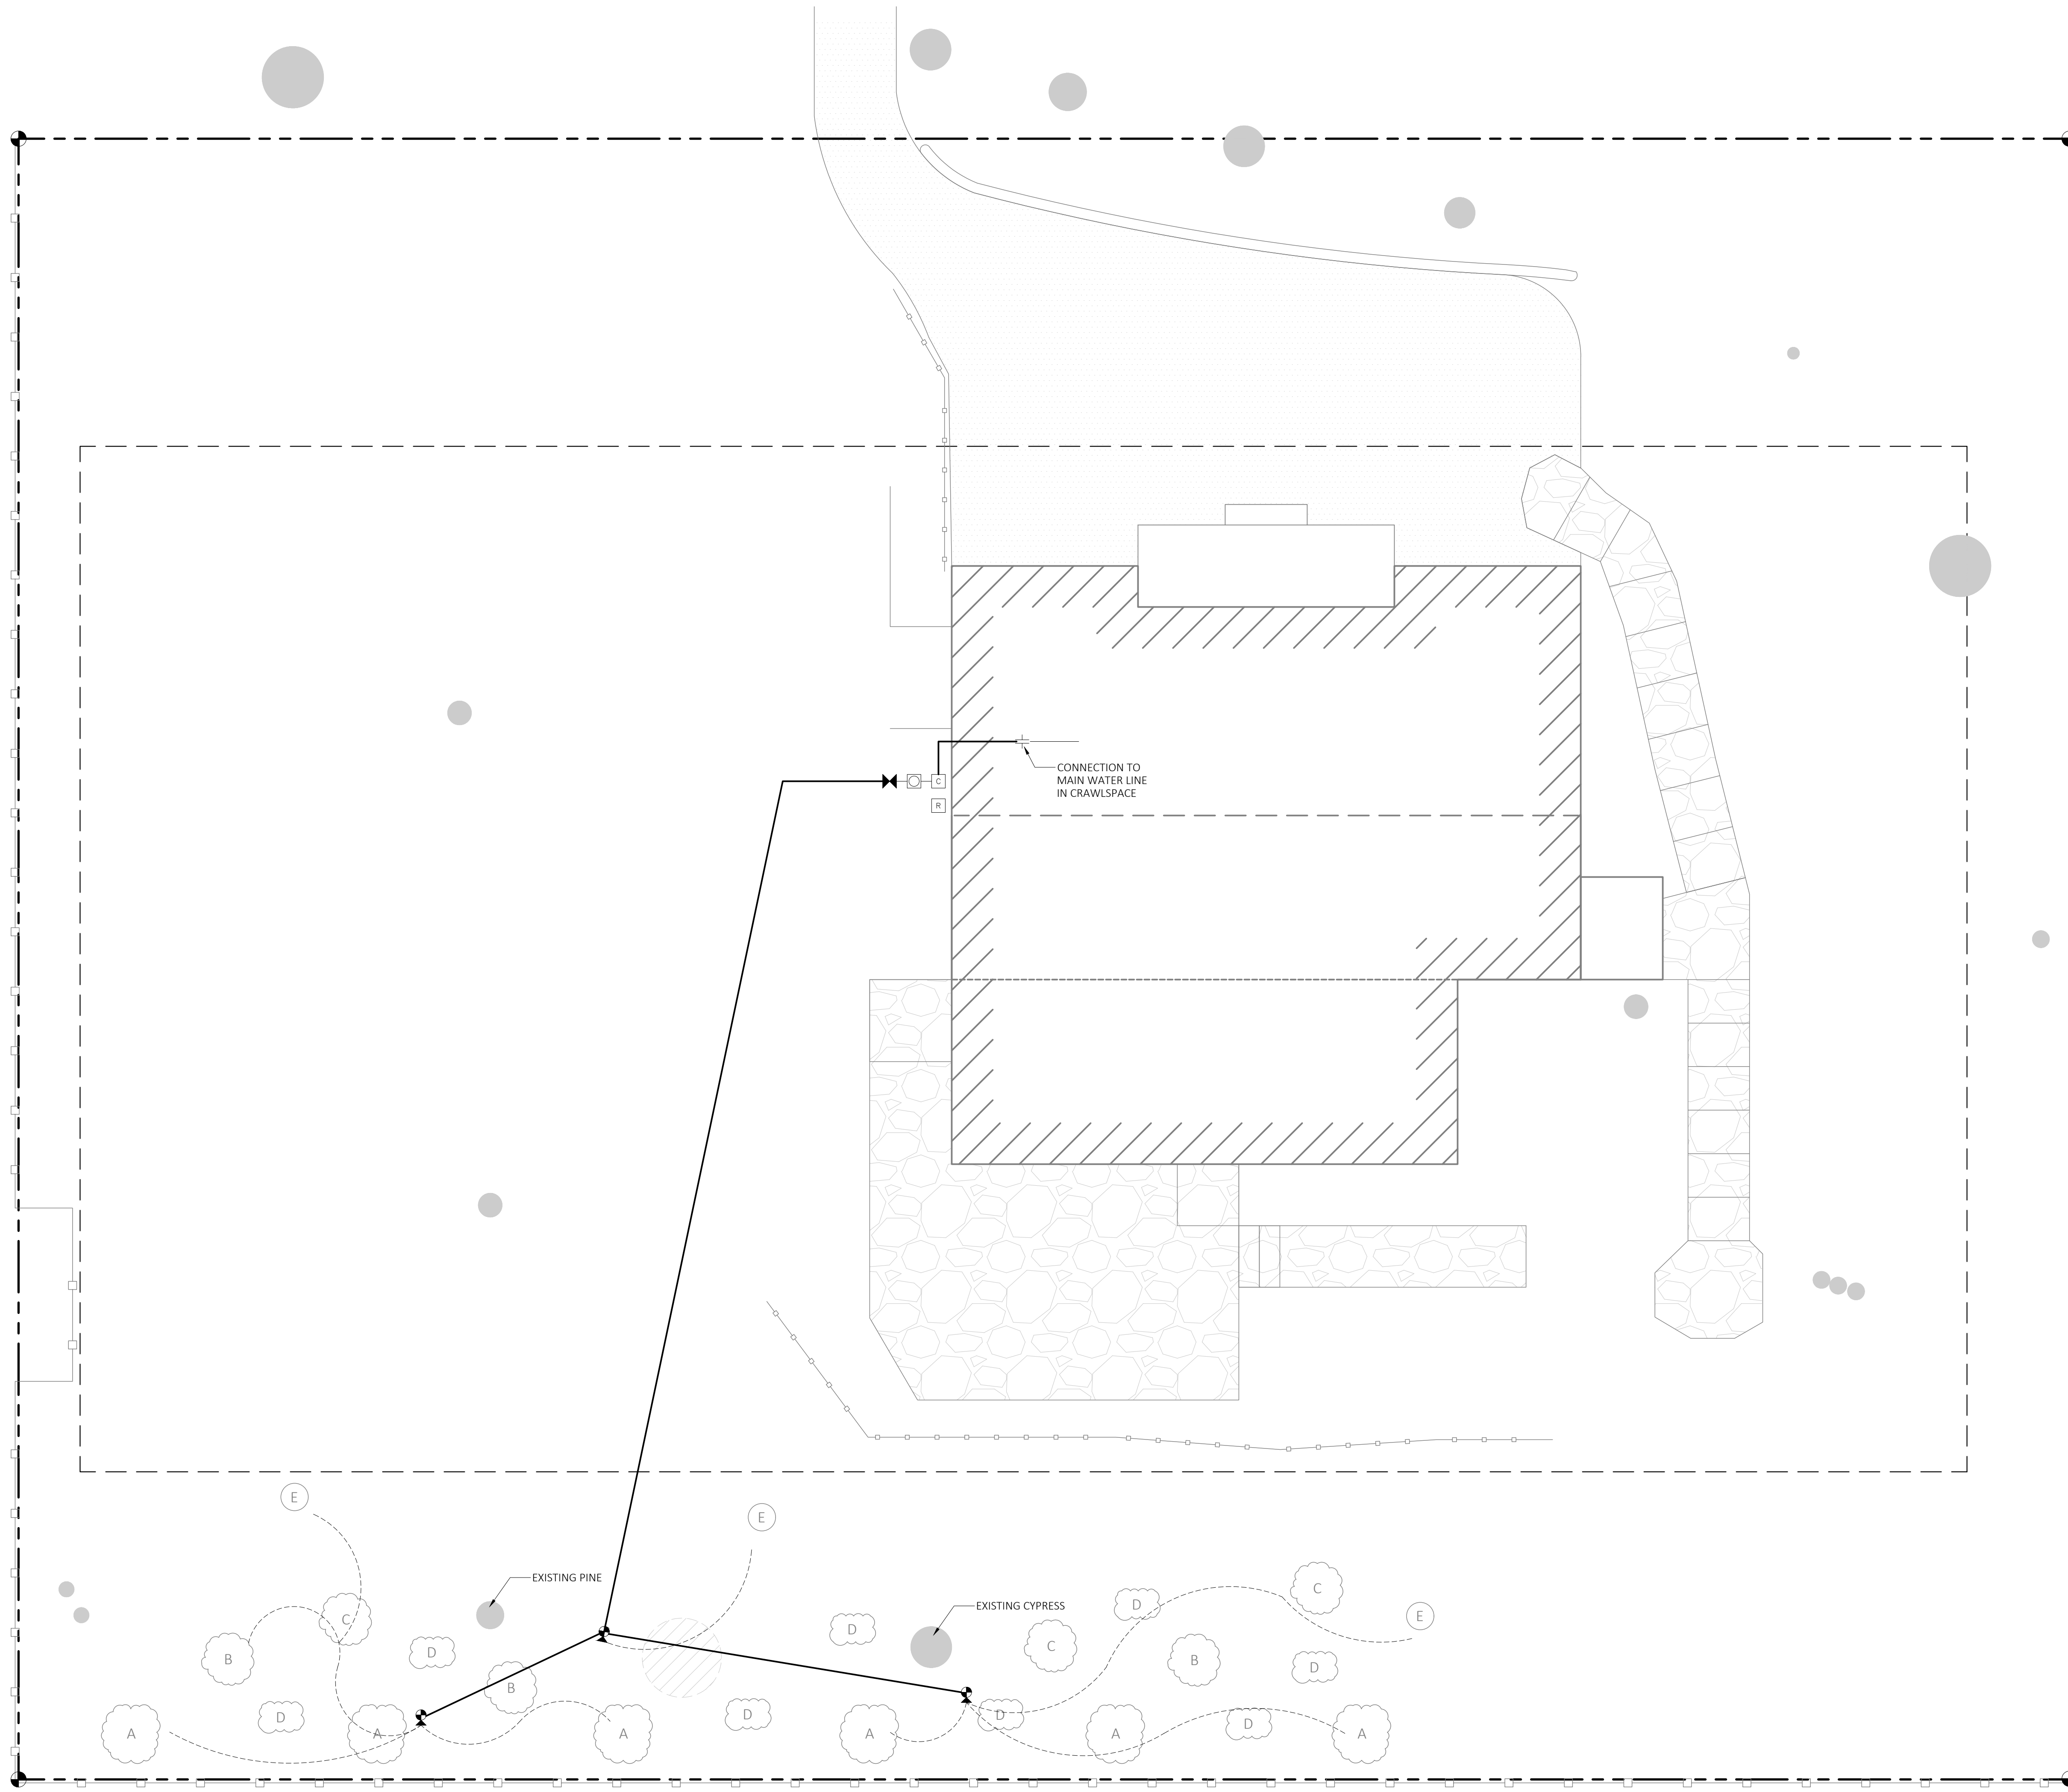 C
R
CONNECTION TO
MAIN WATER LINE
IN CRAWLSPACE
E
E
EXISTING PINE
EXISTING CYPRESS
C
D
E
C
D
D
C
B
B
D
D
B
D
D
D
D
A
A
A
A
A
A